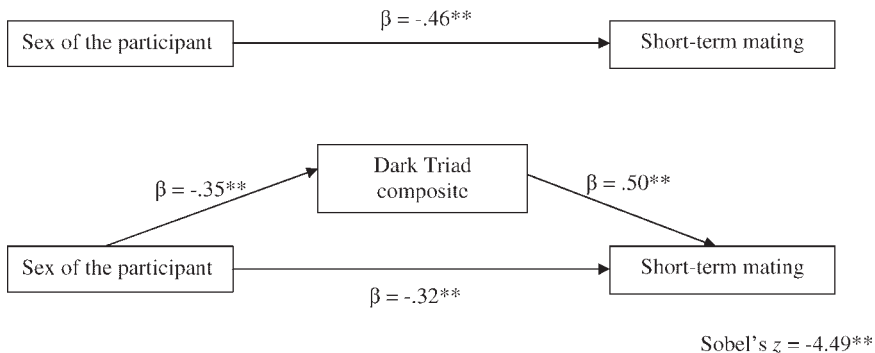 β = -.46**
Sex of the participant
Short-term mating
Dark Triad
composite
β = -.35**
β = .50**
Sex of the participant
Short-term mating
β = -.32**
Sobel's z = -4.49**